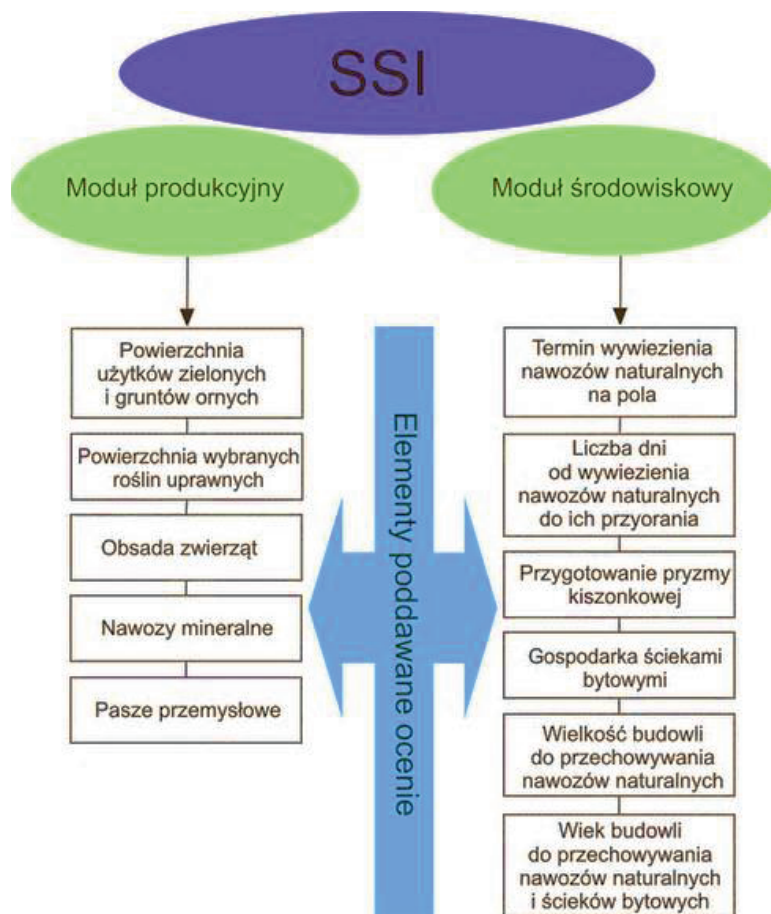 SSI
Moduł produkcyjny
Moduł środowiskowy
Powierzchnia
użytków zielonych
i gruntów ornych
Powierzchnia wybranych
roślin uprawnych
Obsada zwierząt
Nawozy mineralne
Pasze przemysłowe
Elementy poddawane ocenie
Termin wywiezienia
nawozów naturalnych
na pola
Liczba dni
od wywiezienia
nawozów naturalnych
do ich przyorania
Przygotowanie pryzmy
kiszonkowej
Gospodarka ściekami
bytowymi
Wielkość budowli
do przechowywania
nawozów naturalnych
Wiek budowli
do przechowywania
nawozów naturalnych
i ścieków bytowych